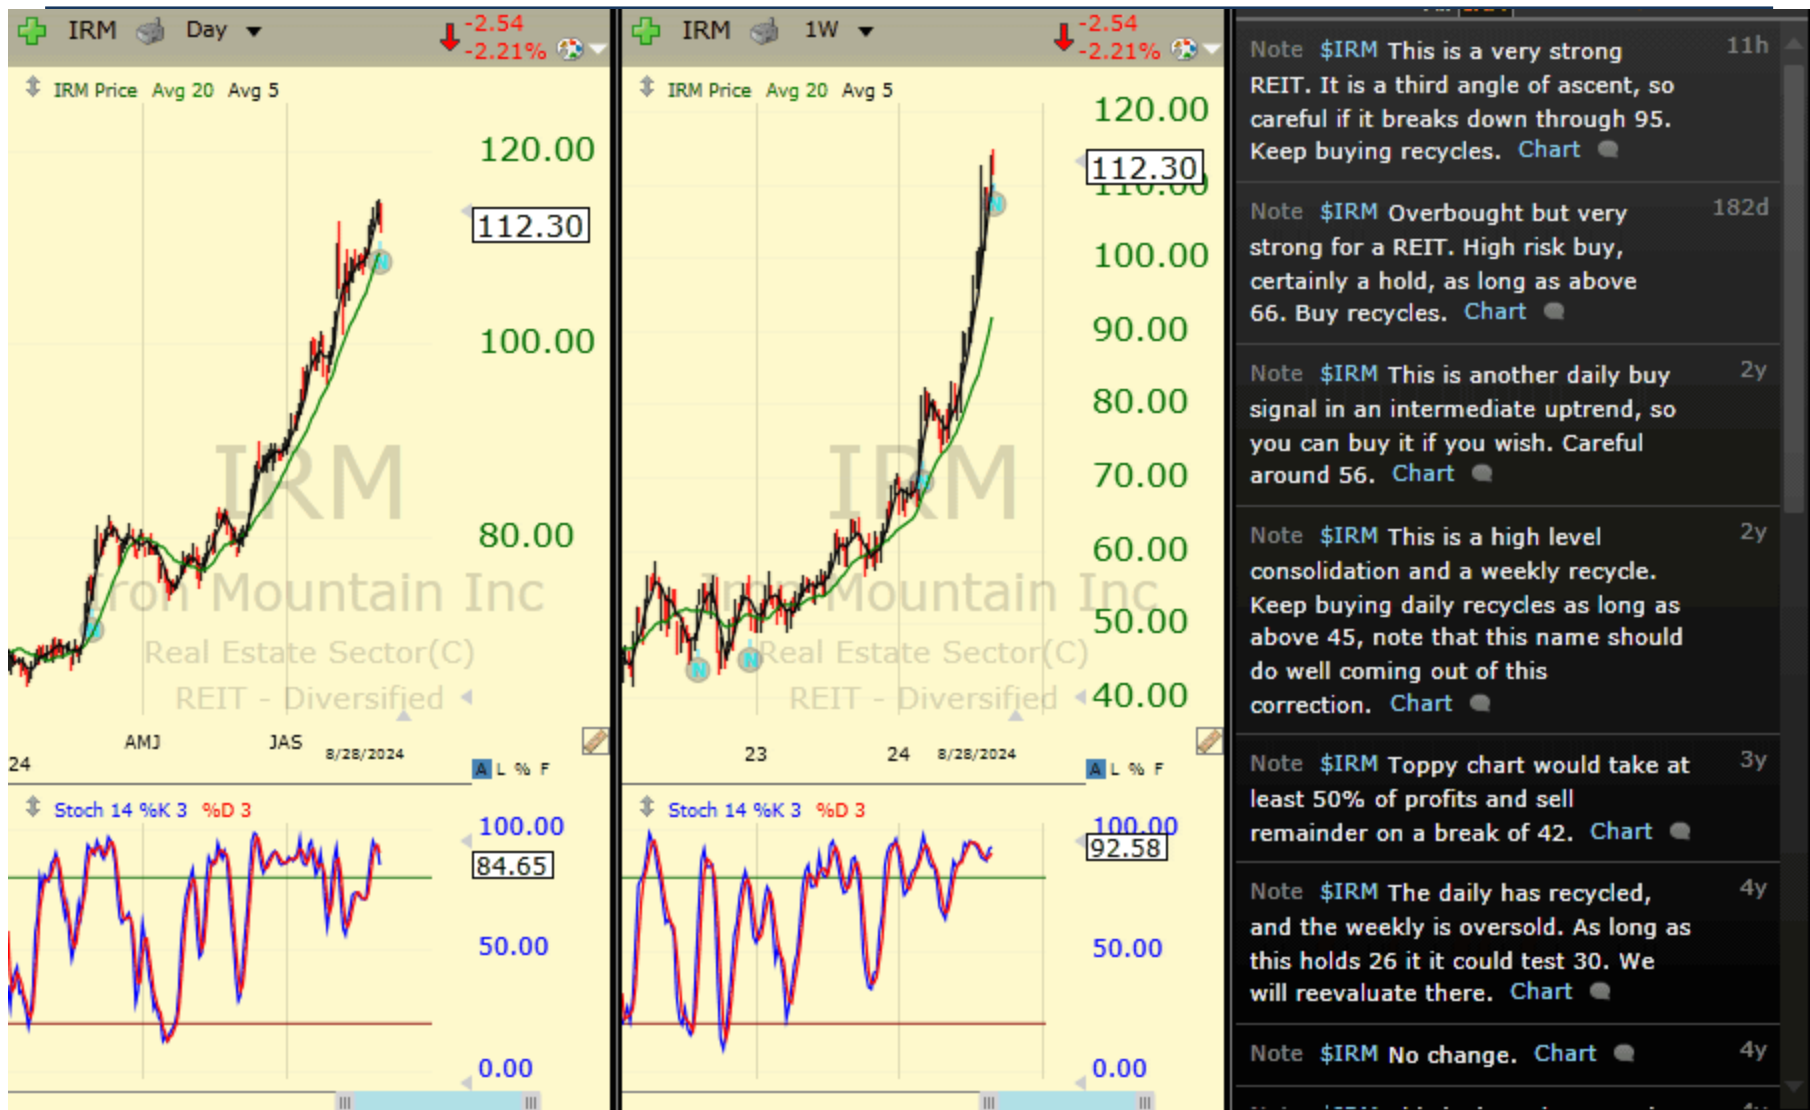 IRM Day -2.54
-2.21%
IRM Price Avg 20 Avg 5
120.00
112.30
100.00
80.00
IRM
Iron Mountain Inc
Real Estate Sector(C)
REIT - Diversified
24 AMJ JAS 8/28/2024
A L % F
Stoch 14 %K 3 %D 3
100.00
84.65
50.00
0.00
IRM 1W -2.54
-2.21%
IRM Price Avg 20 Avg 5
120.00
112.30
110.00
100.00
90.00
80.00
70.00
60.00
50.00
40.00
IRM
Iron Mountain Inc
Real Estate Sector(C)
REIT - Diversified
N
N
N
N
N
N
23 24 8/28/2024
A L % F
Stoch 14 %K 3 %D 3
100.00
92.58
50.00
0.00
Note $IRM This is a very strong 11h
REIT. It is a third angle of ascent, so
careful if it breaks down through 95.
Keep buying recycles. Chart
Note $IRM Overbought but very 182d
strong for a REIT. High risk buy,
certainly a hold, as long as above
66. Buy recycles. Chart
Note $IRM This is another daily buy 2y
signal in an intermediate uptrend, so
you can buy it if you wish. Careful
around 56. Chart
Note $IRM This is a high level 2y
consolidation and a weekly recycle.
Keep buying daily recycles as long as
above 45, note that this name should
do well coming out of this
correction. Chart
Note $IRM Toppy chart would take at 3y
least 50% of profits and sell
remainder on a break of 42. Chart
Note $IRM The daily has recycled, 4y
and the weekly is oversold. As long as
this holds 26 it it could test 30. We
will reevaluate there. Chart
Note $IRM No change. Chart 4y